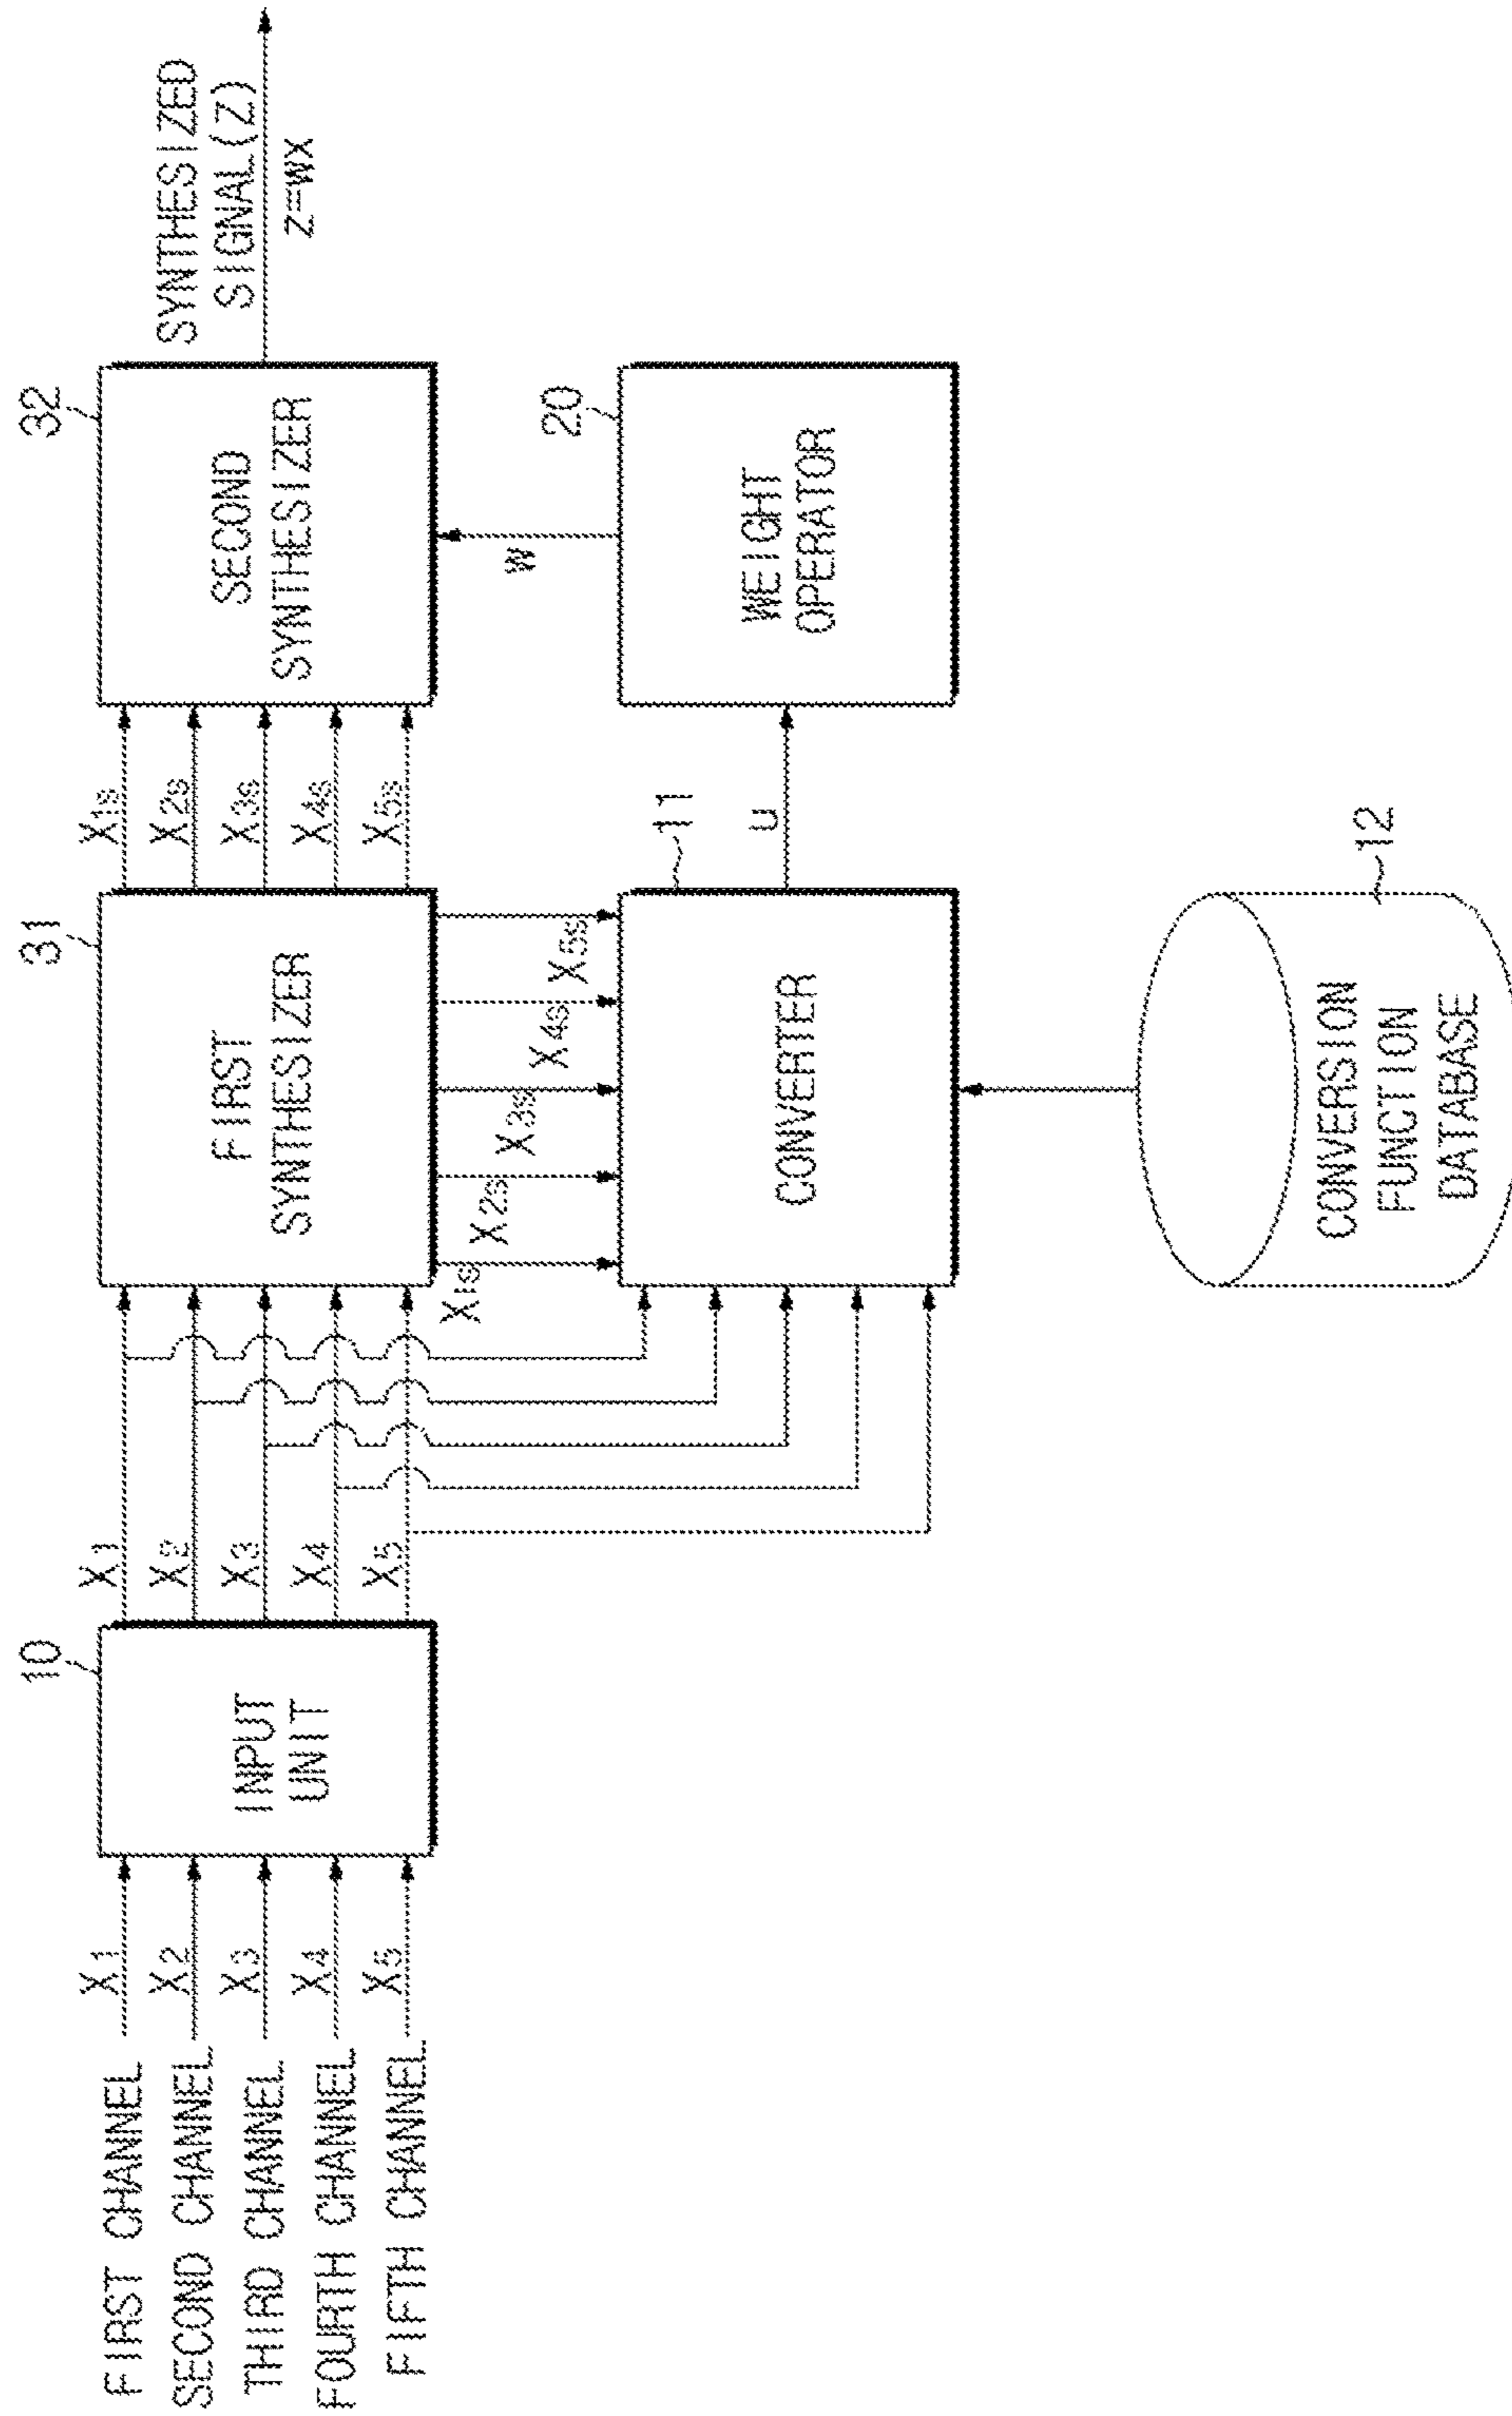 FIRST CHANNEL
SECOND CHANNEL
THIRD CHANNEL
FOURTH CHANNEL
FIFTH CHANNEL
X1
X2
X3
X4
X5
10
INPUT
UNIT
X1
X2
X3
X4
X5
31
FIRST
SYNTHESIZER
X1s
X2s
X3s
X4s
X5s
X1s
X2s
X3s
X4s
X5s
32
SECOND
SYNTHESIZER
SYNTHESIZED
SIGNAL(Z)
Z=WX
11
CONVERTER
u
20
WEIGHT
OPERATOR
W
12
CONVERSION
FUNCTION
DATABASE